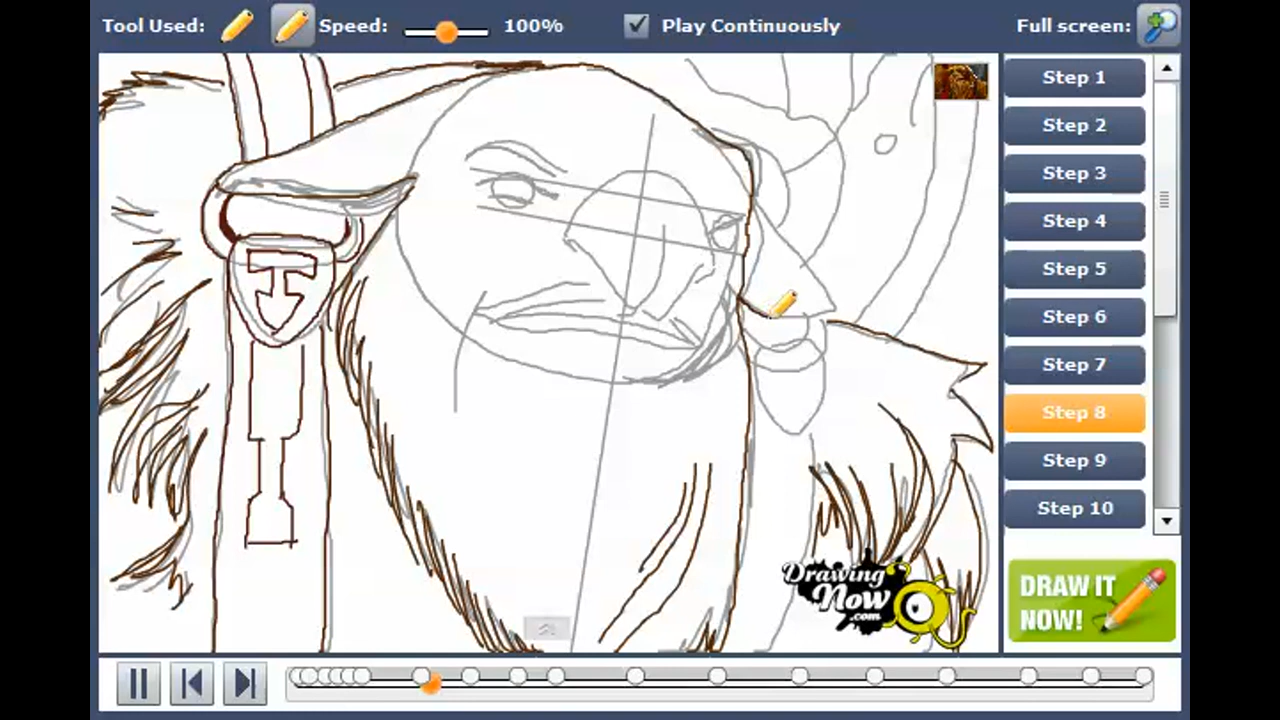 Tool Used: Speed: 100% Play Continuously Full screen:
Step 1
Step 2
Step 3
Step 4
Step 5
Step 6
Step 7
Step 8
Step 9
Step 10
Drawing
Now
.com
DRAW IT
NOW!